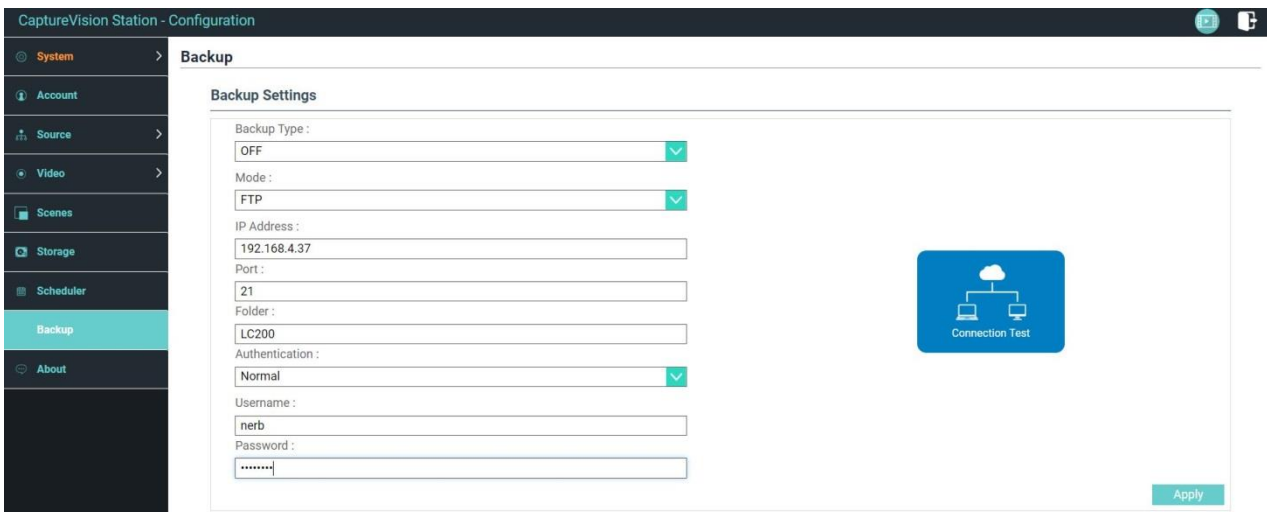 CaptureVision Station - Configuration
System
Account
Source
Video
Scenes
Storage
Scheduler
Backup
About
Backup
Backup Settings
Backup Type :
OFF
Mode :
FTP
IP Address :
192.168.4.37
Port :
21
Folder :
LC200
Authentication :
Normal
Username :
nerb
Password :
••••••••
Connection Test
Apply